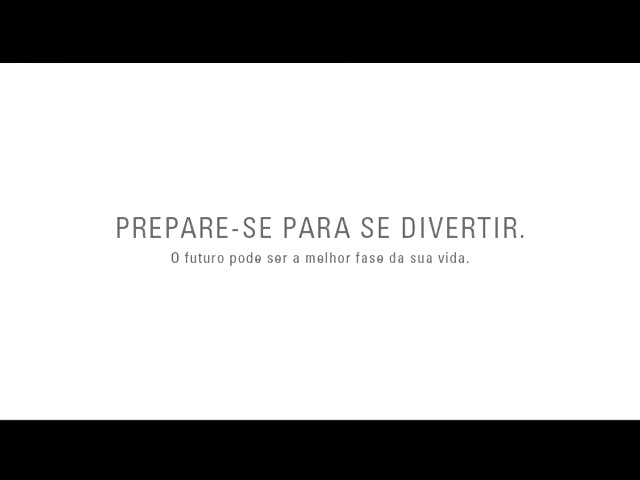 PREPARE-SE PARA SE DIVERTIR.
O futuro pode ser a melhor fase da sua vida.